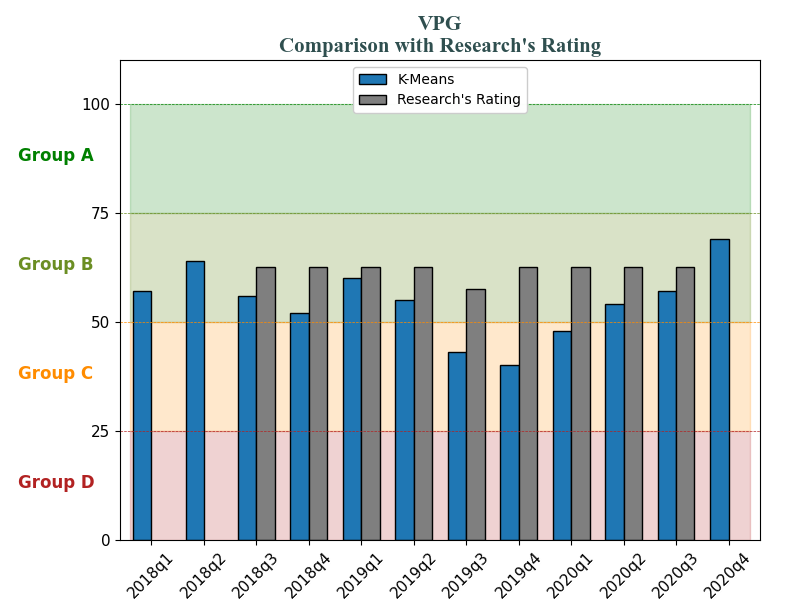 VPG
Comparison with Research's Rating
K-Means
Research's Rating
100
Group A
75
Group B
50
Group C
25
Group D
0
2018q1
2018q2
2018q3
2018q4
2019q1
2019q2
2019q3
2019q4
2020q1
2020q2
2020q3
2020q4